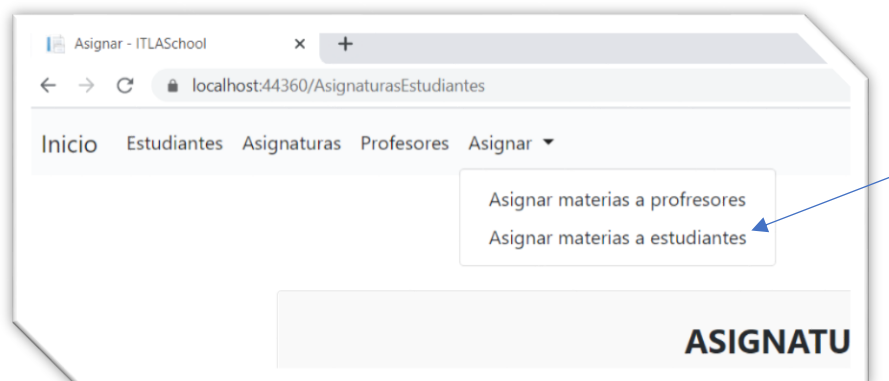 Asignar - ITLASchool
localhost:44360/AsignaturasEstudiantes
Inicio Estudiantes Asignaturas Profesores Asignar
Asignar materias a profresores
Asignar materias a estudiantes
ASIGNATU